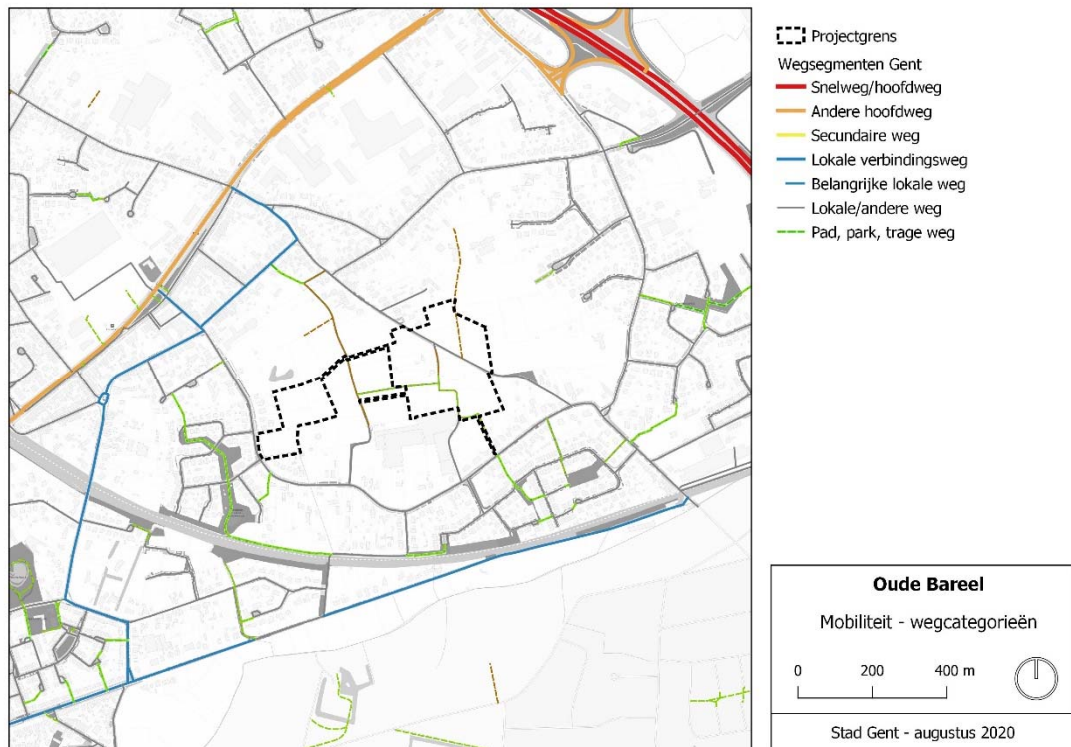 Projectgrens
Wegsegmenten Gent
Snelweg/hoofdweg
Andere hoofdweg
Secundaire weg
Lokale verbindingsweg
Belangrijke lokale weg
Lokale/andere weg
Pad, park, trage weg
Oude Bareel
Mobiliteit - wegcategorieën
0 200 400 m
Stad Gent - augustus 2020